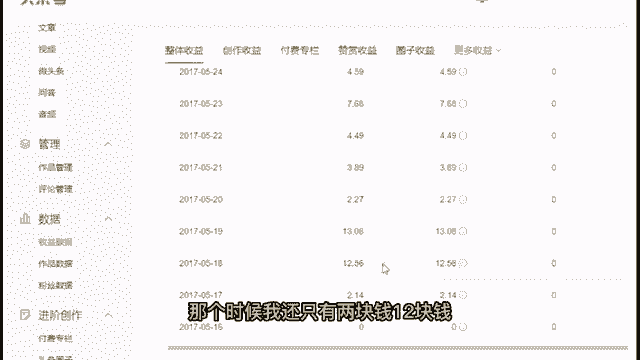 头条号
文章
视频
微头条
问答
音频
管理
作品管理
评论管理
数据
收益数据
作品数据
粉丝数据
进阶创作
付费专栏
整体收益 创作收益 付费专栏 赞赏收益 圈子收益 更多收益
2017-05-24 4.59 4.59 0
2017-05-23 7.68 7.68 0
2017-05-22 4.49 4.49 0
2017-05-21 3.89 3.89 0
2017-05-20 2.27 2.27 0
2017-05-19 13.08 13.08 0
2017-05-18 12.56 12.56 0
2017-05-17 2.14 2.14 0
2017-05-16 0 0 0
那个时候我还只有两块钱12块钱